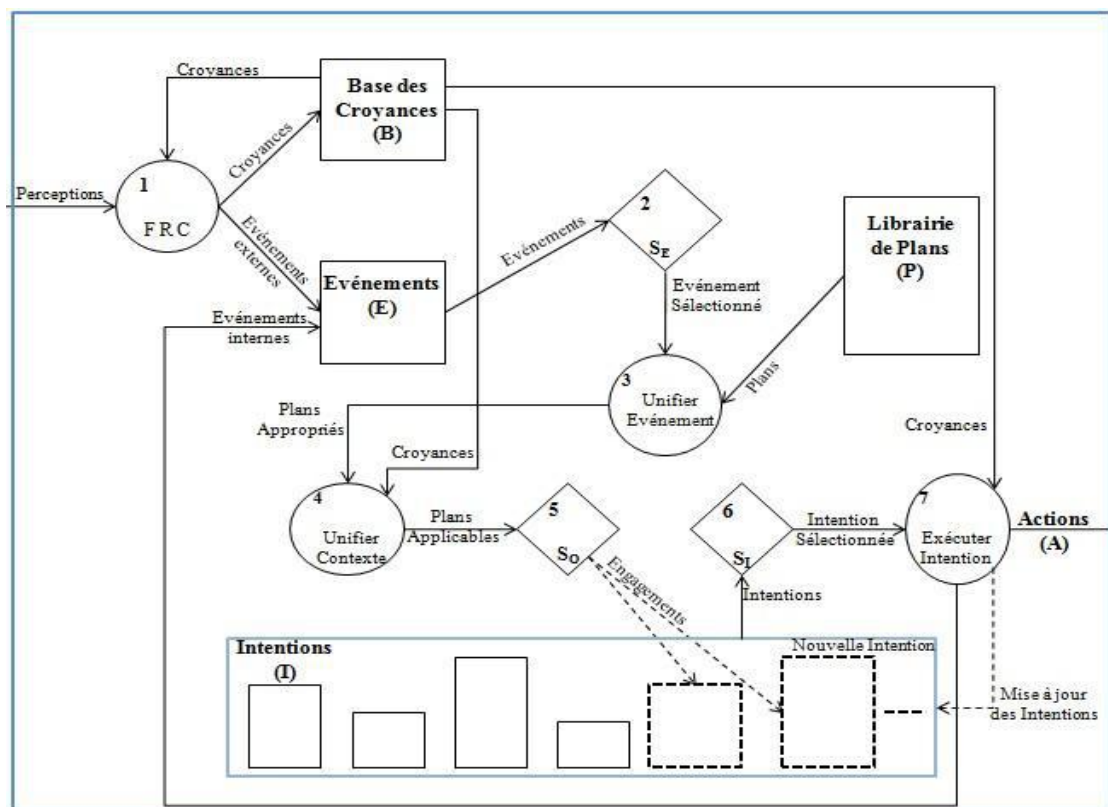 Croyances
Base des
Croyances
(B)
Croyances
1
FRC
Perceptions
Evénements
externes
Evénements
internes
Evénements
(E)
Evénements
2
SE
Evénement
Sélectionné
Librairie
de Plans
(P)
Plans
3
Unifier
Evénement
Plans
Appropriés
Croyances
Croyances
4
Unifier
Contexte
Plans
Applicables
5
SO
Engagements
6
SI
Intentions
Intention
Sélectionnée
7
Exécuter
Intention
Actions
(A)
Intentions
(I)
Nouvelle Intention
Mise à jour
des Intentions